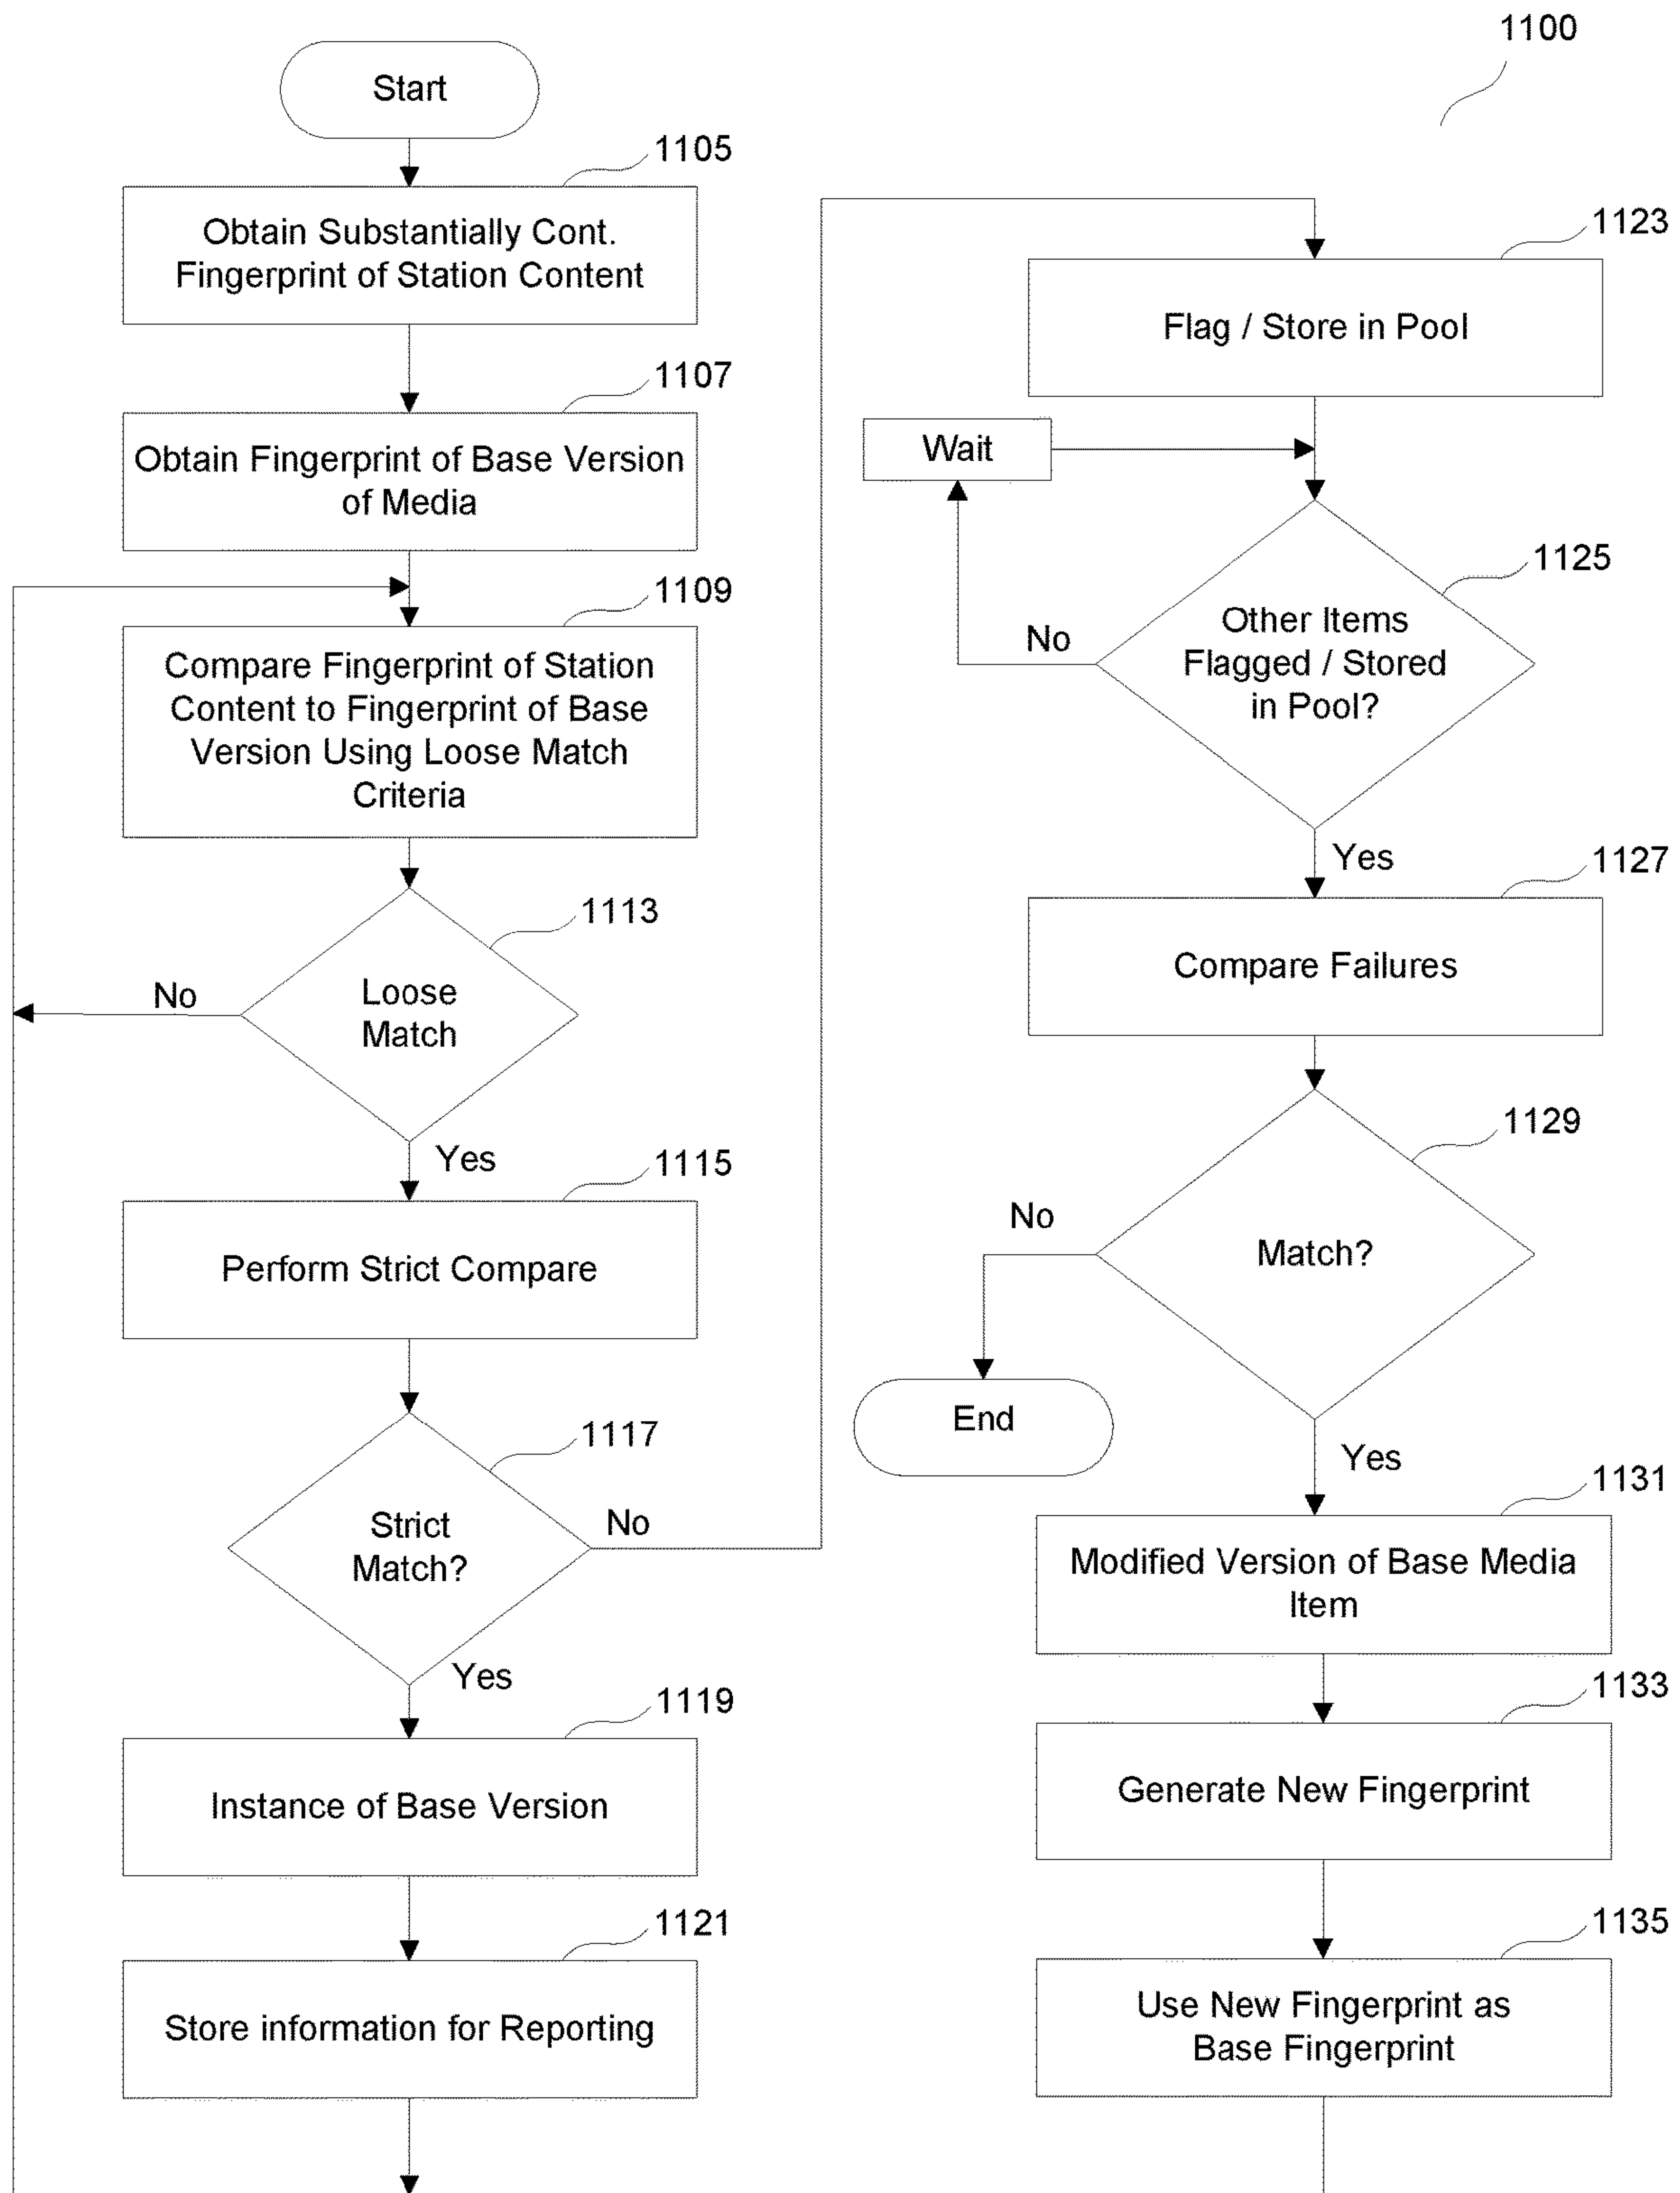 1100
Start
1105
Obtain Substantially Cont.
Fingerprint of Station Content
1107
Obtain Fingerprint of Base Version
of Media
1109
Compare Fingerprint of Station
Content to Fingerprint of Base
Version Using Loose Match
Criteria
1113
Loose
Match
No
Yes
1115
Perform Strict Compare
1117
Strict
Match?
No
Yes
1119
Instance of Base Version
1121
Store information for Reporting
1123
Flag / Store in Pool
Wait
1125
Other Items
Flagged / Stored
in Pool?
No
Yes
1127
Compare Failures
1129
Match?
No
End
Yes
1131
Modified Version of Base Media
Item
1133
Generate New Fingerprint
1135
Use New Fingerprint as
Base Fingerprint